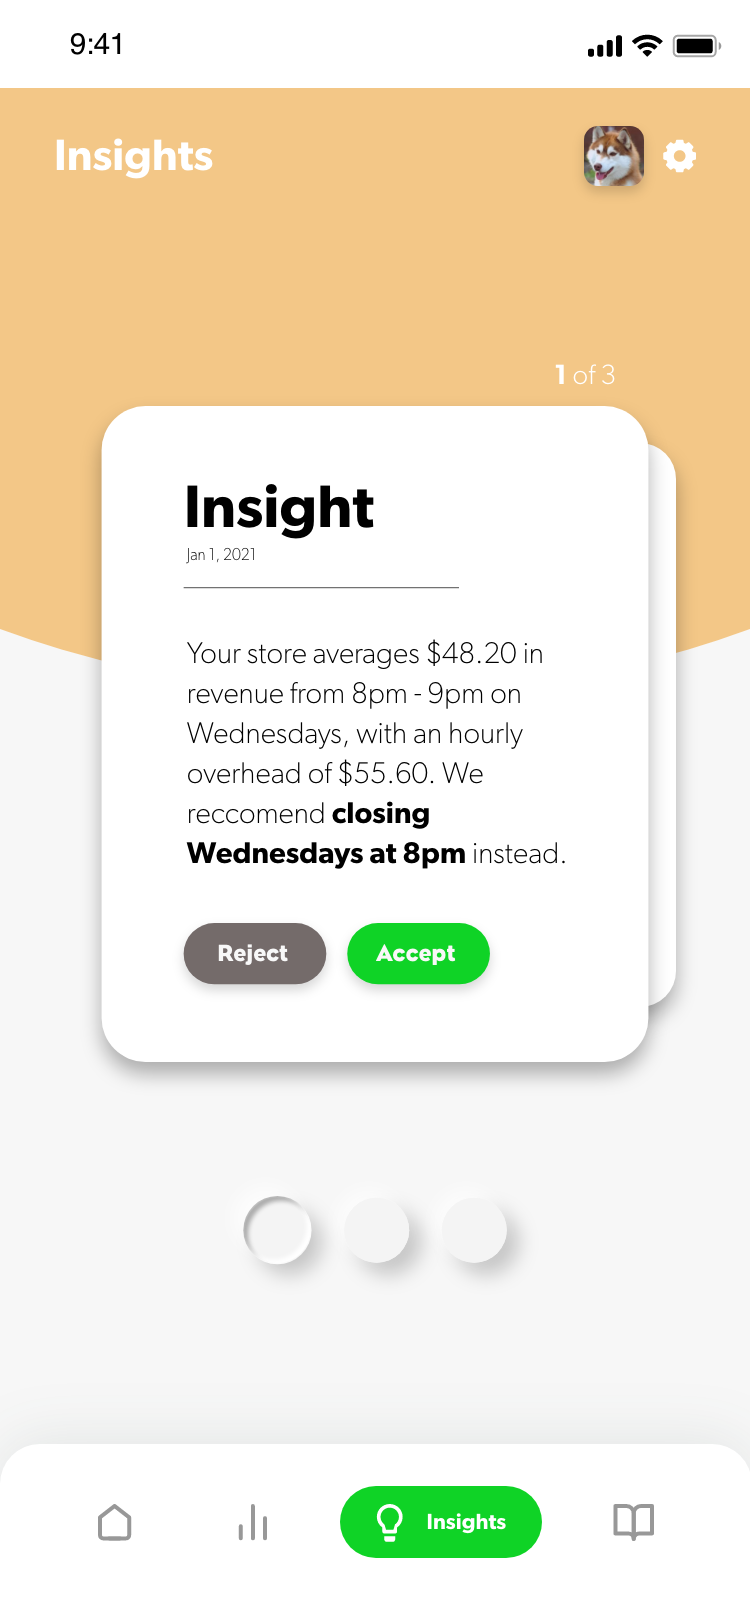 9:41
Insights
1 of 3
Insight
Jan 1, 2021
Your store averages $48.20 in
revenue from 8pm - 9pm on
Wednesdays, with an hourly
overhead of $55.60. We
reccomend closing
Wednesdays at 8pm instead.
Reject
Accept
Insights